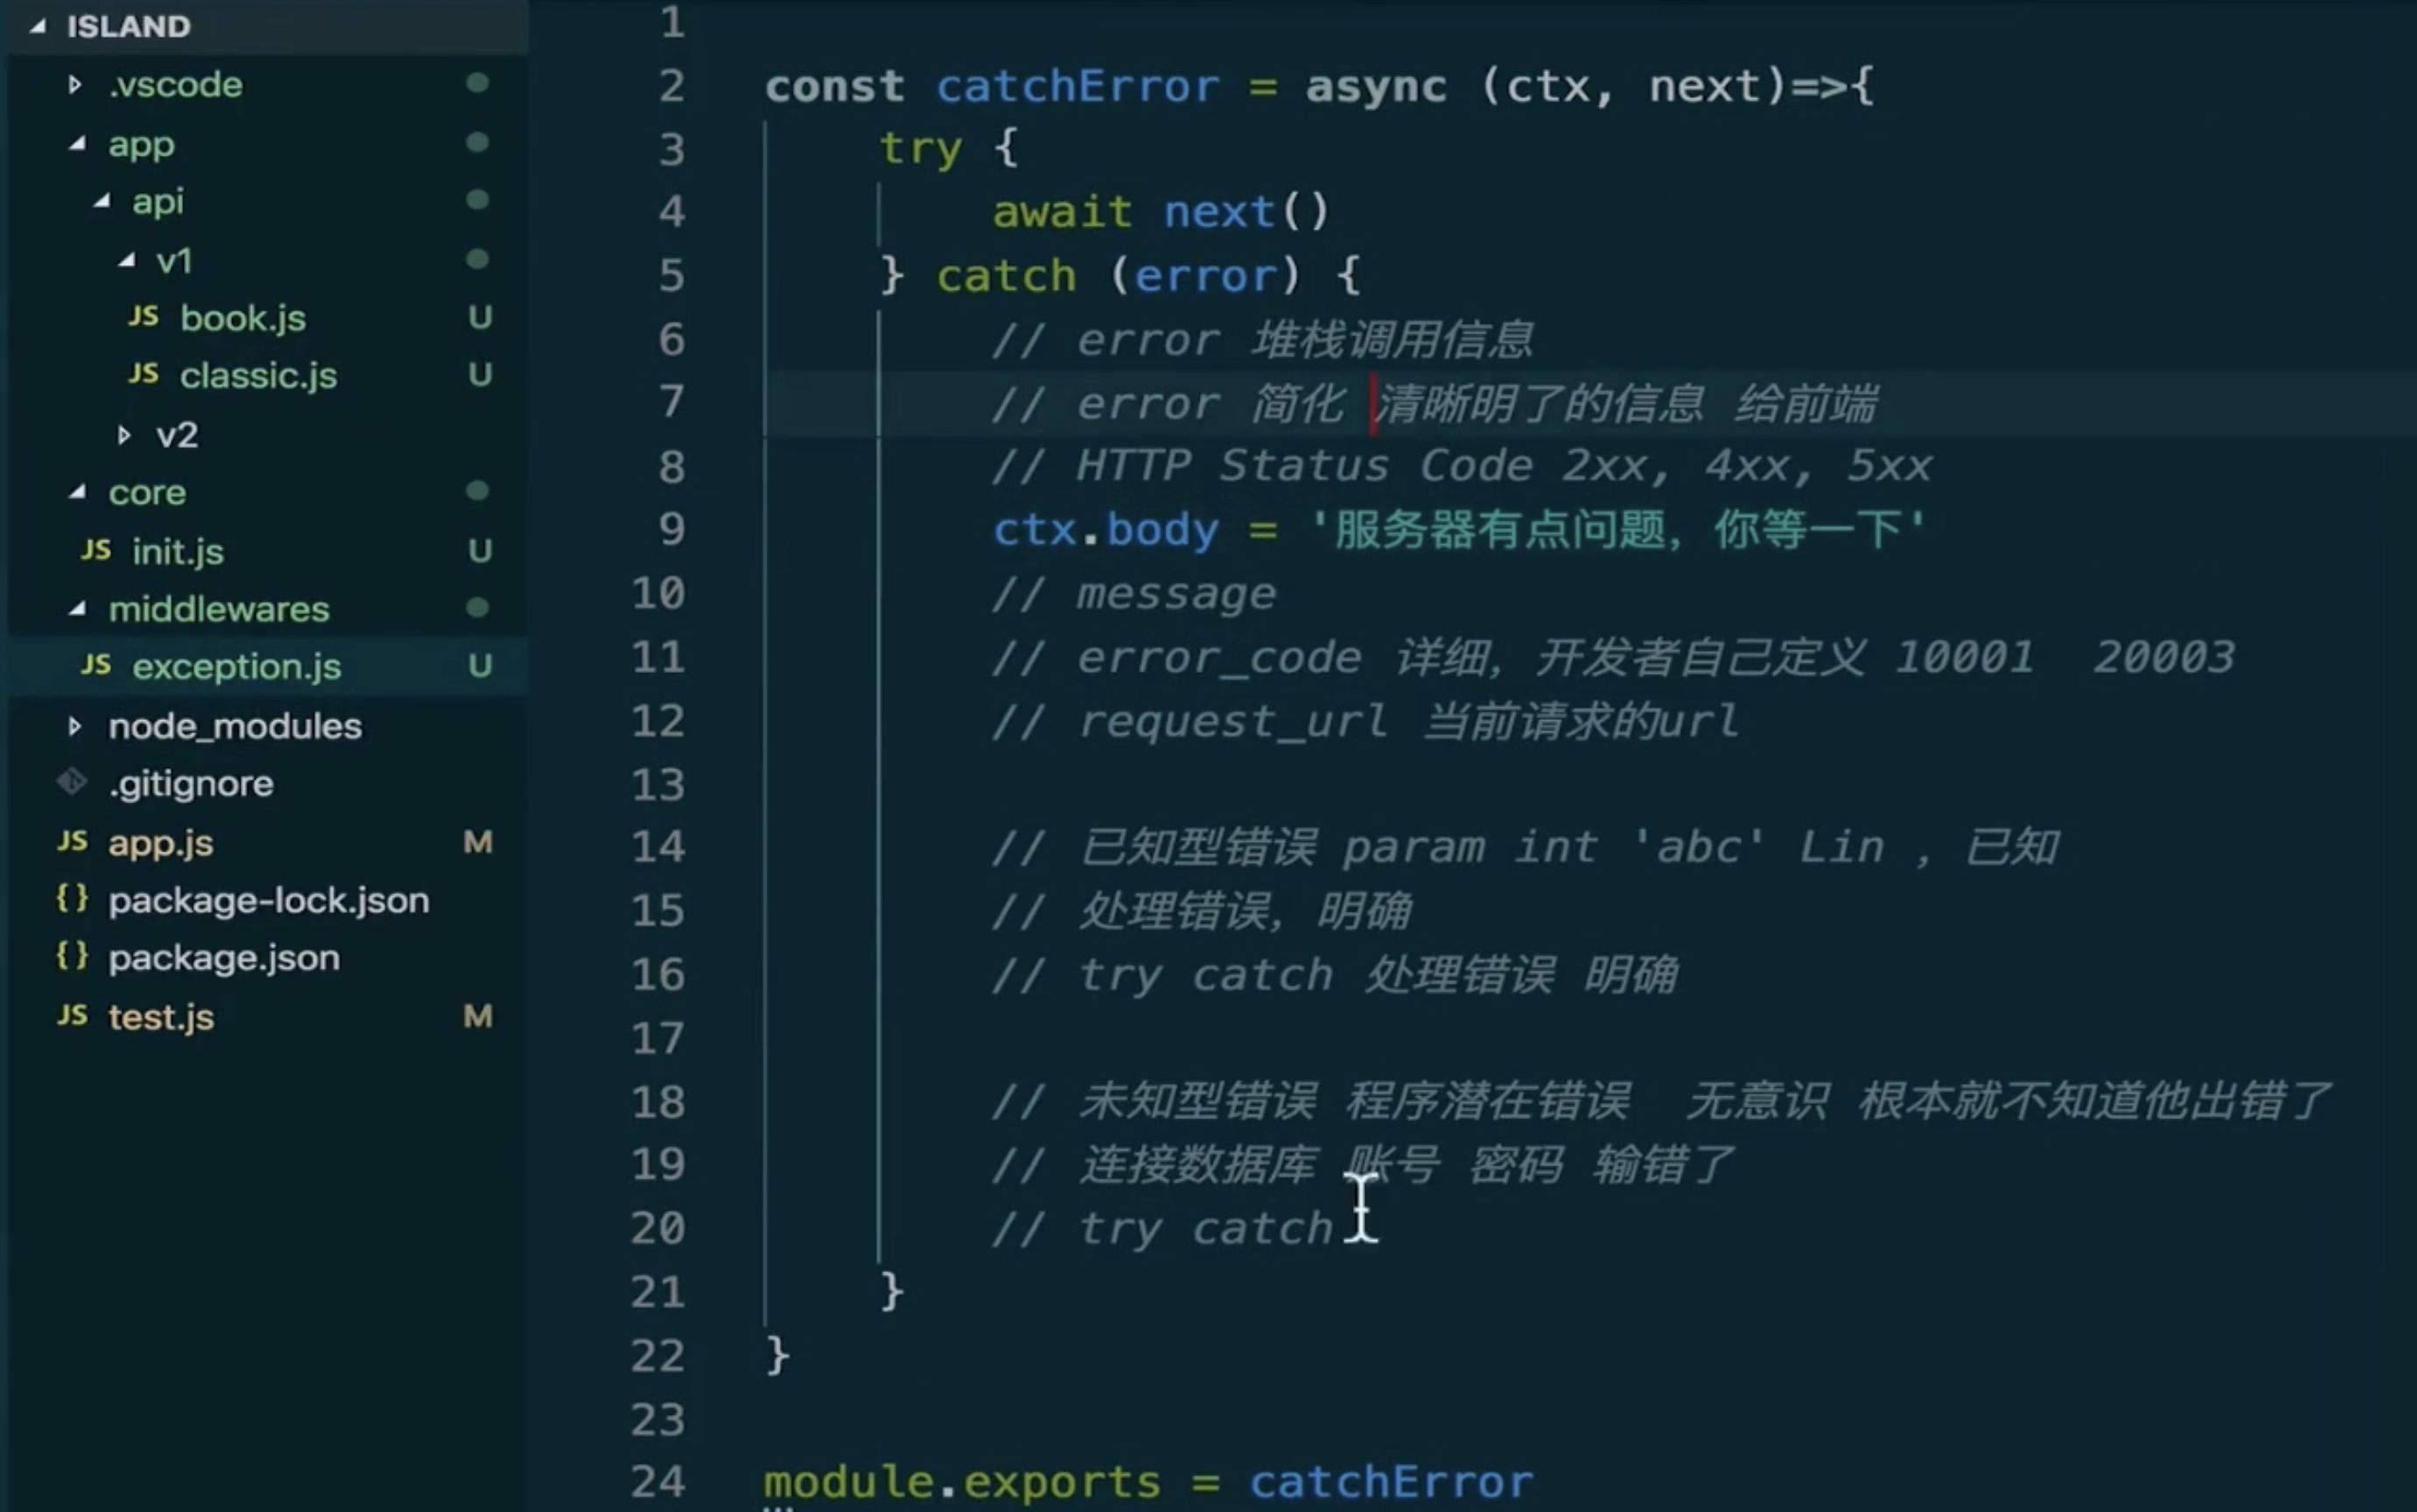 ISLAND
.vscode
app
api
v1
JS book.js U
JS classic.js U
v2
core
JS init.js U
middlewares
JS exception.js U
node_modules
.gitignore
JS app.js M
{} package-lock.json
{} package.json
JS test.js M
1
2 const catchError = async (ctx, next)=>{
3 try {
4 await next()
5 } catch (error) {
6 // error 堆栈调用信息
7 // error 简化 清晰明了的信息 给前端
8 // HTTP Status Code 2xx, 4xx, 5xx
9 ctx.body = '服务器有点问题，你等一下'
10 // message
11 // error_code 详细，开发者自己定义 10001  20003
12 // request_url 当前请求的url
13
14 // 已知型错误 param int 'abc' Lin ，已知
15 // 处理错误，明确
16 // try catch 处理错误 明确
17
18 // 未知型错误 程序潜在错误  无意识 根本就不知道他出错了
19 // 连接数据库 账号 密码 输错了
20 // try catch
21 }
22 }
23
24 module.exports = catchError